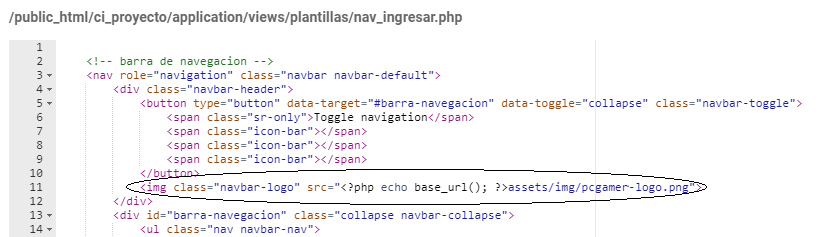 /public_html/ci_proyecto/application/views/plantillas/nav_ingresar.php
1
2 <!-- barra de navegacion -->
3 <nav role="navigation" class="navbar navbar-default">
4 <div class="navbar-header">
5 <button type="button" data-target="#barra-navegacion" data-toggle="collapse" class="navbar-toggle">
6 <span class="sr-only">Toggle navigation</span>
7 <span class="icon-bar"></span>
8 <span class="icon-bar"></span>
9 <span class="icon-bar"></span>
10 </button>
11 <img class="navbar-logo" src="<?php echo base_url(); ?>assets/img/pcgamer-logo.png">
12 </div>
13 <div id="barra-navegacion" class="collapse navbar-collapse">
14 <ul class="nav navbar-nav">